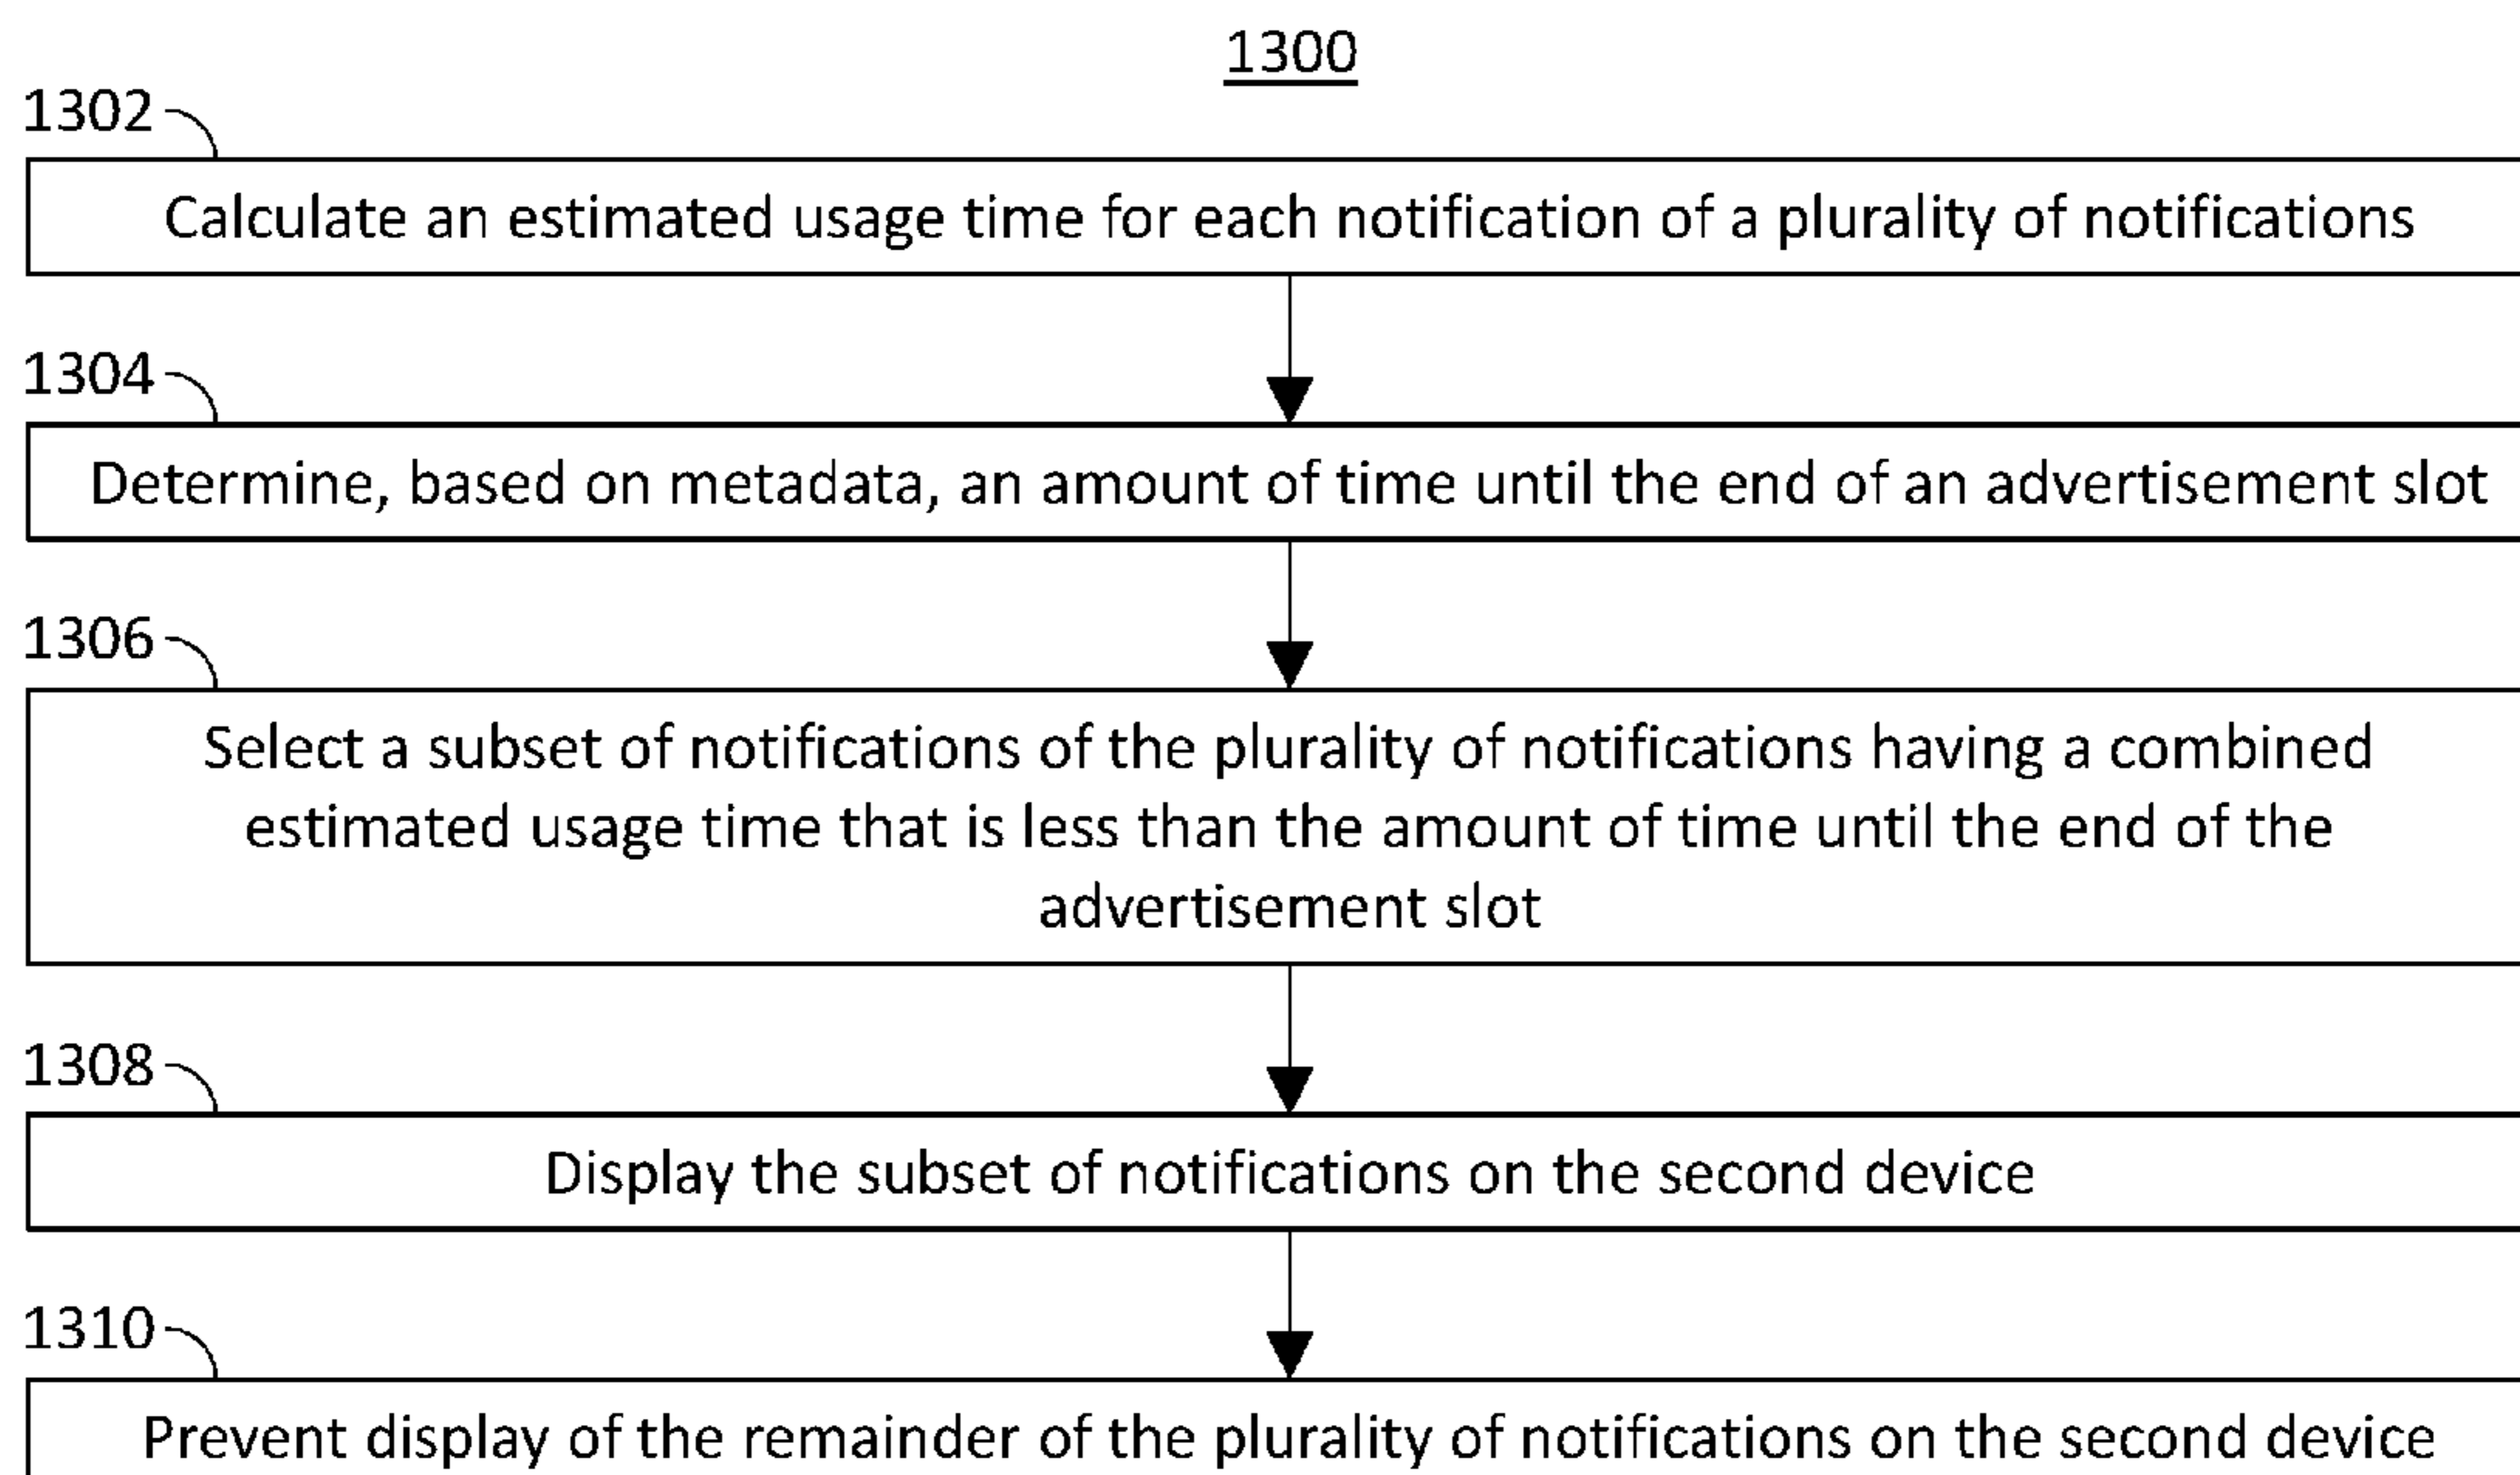 1300
1302
Calculate an estimated usage time for each notification of a plurality of notifications
1304
Determine, based on metadata, an amount of time until the end of an advertisement slot
1306
Select a subset of notifications of the plurality of notifications having a combined
estimated usage time that is less than the amount of time until the end of the
advertisement slot
1308
Display the subset of notifications on the second device
1310
Prevent display of the remainder of the plurality of notifications on the second device